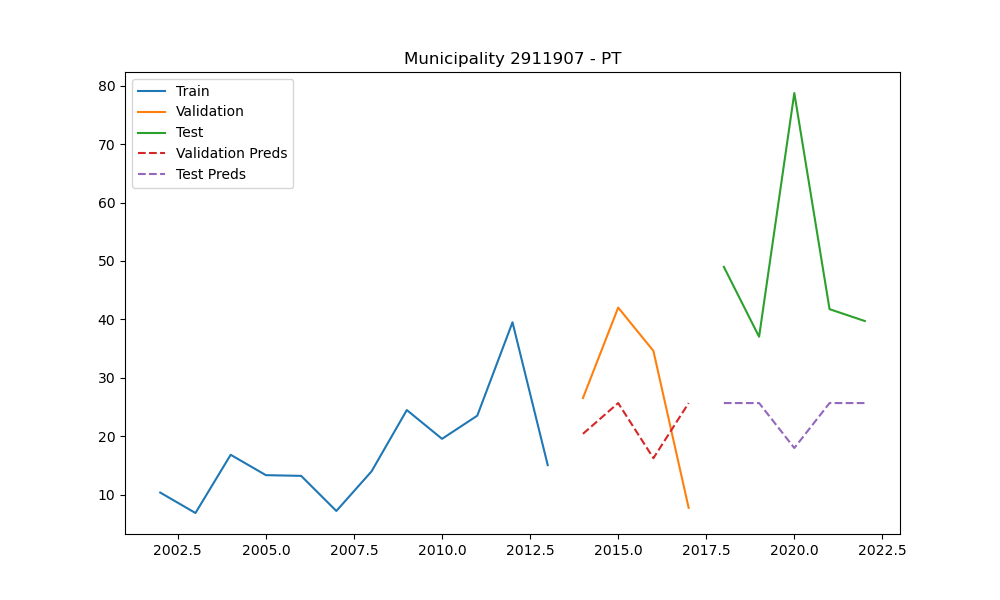 Municipality 2911907 - PT
Train
Validation
Test
Validation Preds
Test Preds
80
70
60
50
40
30
20
10
2002.5 2005.0 2007.5 2010.0 2012.5 2015.0 2017.5 2020.0 2022.5